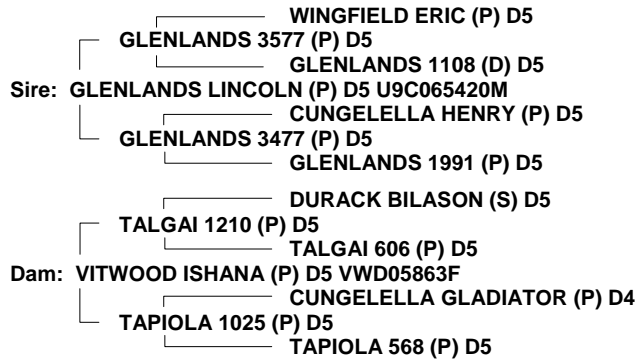 WINGFIELD ERIC (P) D5
GLENLANDS 3577 (P) D5
GLENLANDS 1108 (D) D5
Sire: GLENLANDS LINCOLN (P) D5 U9C065420M
CUNGELELLA HENRY (P) D5
GLENLANDS 3477 (P) D5
GLENLANDS 1991 (P) D5
DURACK BILASON (S) D5
TALGAI 1210 (P) D5
TALGAI 606 (P) D5
Dam: VITWOOD ISHANA (P) D5 VWD05863F
CUNGELELLA GLADIATOR (P) D4
TAPIOLA 1025 (P) D5
TAPIOLA 568 (P) D5